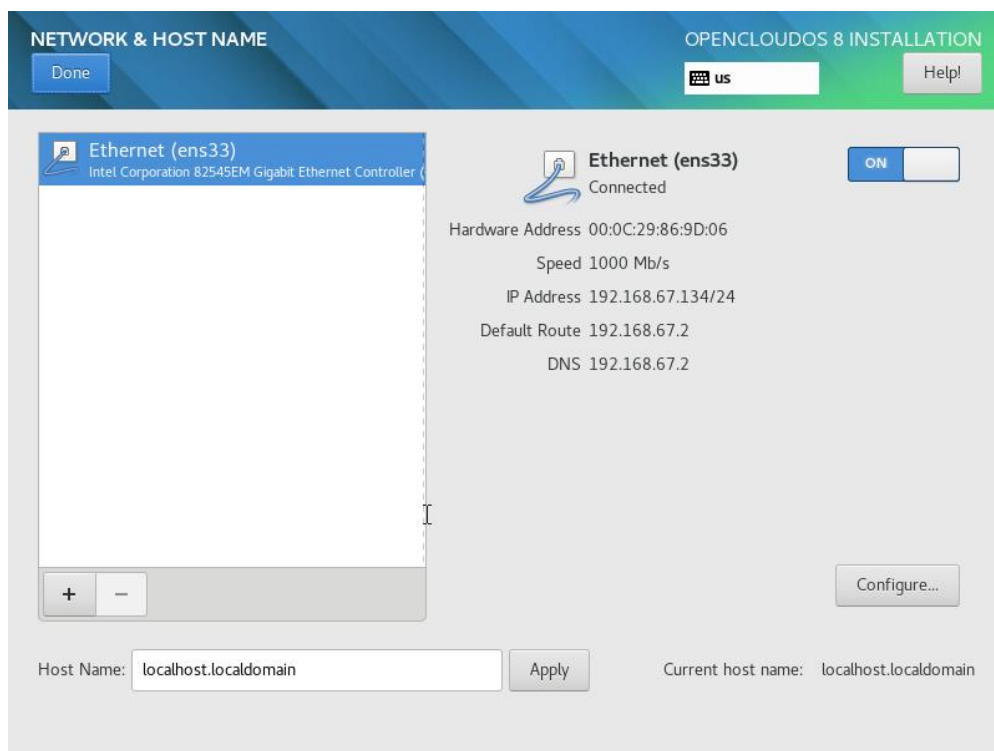 NETWORK & HOST NAME
OPENCLOUDOS 8 INSTALLATION
Done
us
Help!
Ethernet (ens33)
Intel Corporation 82545EM Gigabit Ethernet Controller (
Ethernet (ens33)
Connected
ON
Hardware Address 00:0C:29:86:9D:06
Speed 1000 Mb/s
IP Address 192.168.67.134/24
Default Route 192.168.67.2
DNS 192.168.67.2
+ −
Configure...
Host Name: localhost.localdomain Apply Current host name: localhost.localdomain